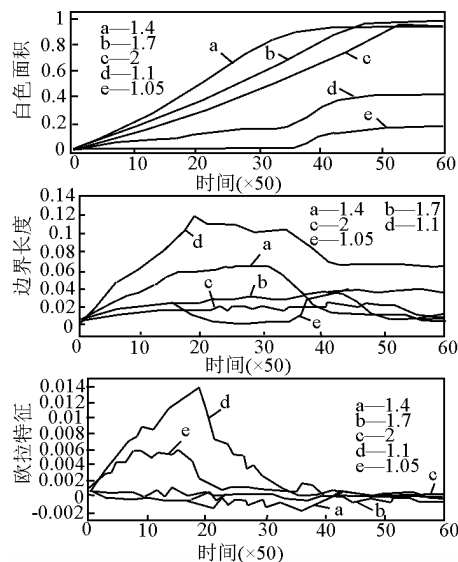 1
0.8
0.6
0.4
0.2
0
白色面积
a—1.4
b—1.7
c—2
d—1.1
e—1.05
a
b
c
d
e
0 10 20 30 40 50 60
时间(×50)
0.14
0.12
0.10
0.08
0.06
0.04
0.02
0
边界长度
a—1.4 b—1.7
c—2 d—1.1
e—1.05
d
a
c
b
e
0 10 20 30 40 50 60
时间(×50)
0.014
0.012
0.010
0.008
0.006
0.004
0.002
0
-0.002
欧拉特征
a—1.4
b—1.7
c—2
d—1.1
e—1.05
d
e
c
a
b
0 10 20 30 40 50 60
时间(×50)